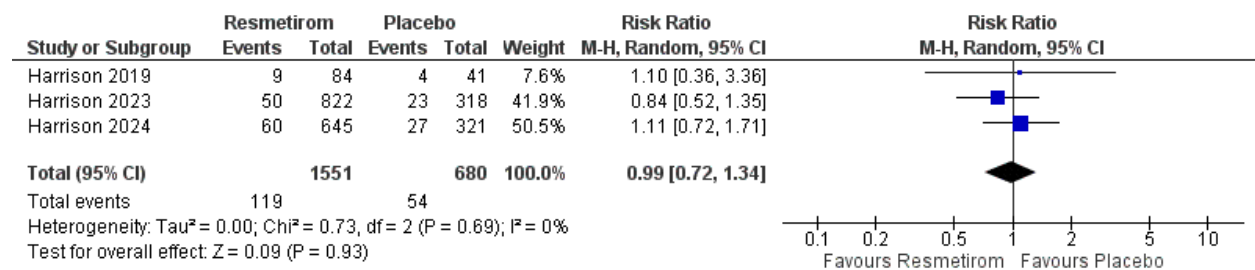 Resmetirom Placebo Risk Ratio Risk Ratio
Study or Subgroup Events Total Events Total Weight M-H, Random, 95% CI M-H, Random, 95% CI
Harrison 2019 9 84 4 41 7.6% 1.10 [0.36, 3.36]
Harrison 2023 50 822 23 318 41.9% 0.84 [0.52, 1.35]
Harrison 2024 60 645 27 321 50.5% 1.11 [0.72, 1.71]
Total (95% CI) 1551 680 100.0% 0.99 [0.72, 1.34]
Total events 119 54
Heterogeneity: Tau² = 0.00; Chi² = 0.73, df = 2 (P = 0.69); I² = 0%
Test for overall effect: Z = 0.09 (P = 0.93)
0.1 0.2 0.5 1 2 5 10
Favours Resmetirom Favours Placebo